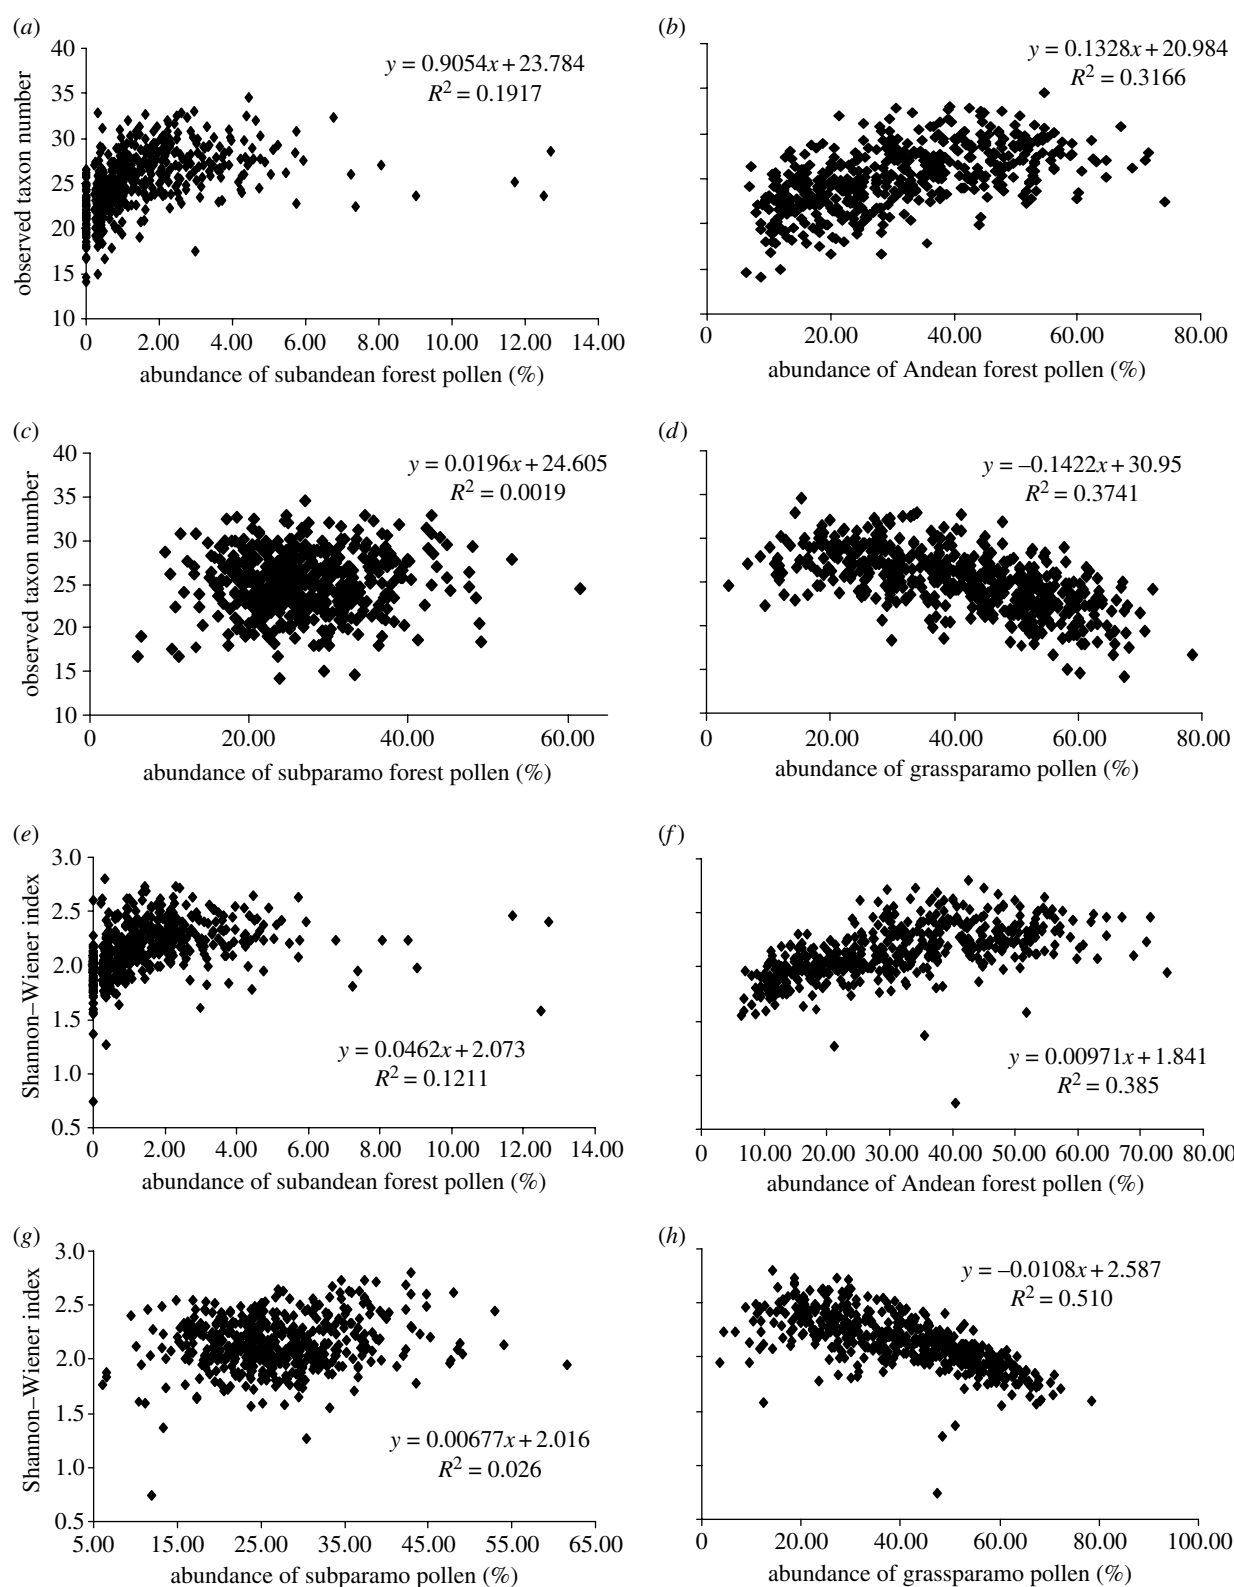 (a)
y = 0.9054x + 23.784
R² = 0.1917
observed taxon number
40
35
30
25
20
15
10
0 2.00 4.00 6.00 8.00 10.00 12.00 14.00
abundance of subandean forest pollen (%)
(b)
y = 0.1328x + 20.984
R² = 0.3166
0 20.00 40.00 60.00 80.00
abundance of Andean forest pollen (%)
(c)
y = 0.0196x + 24.605
R² = 0.0019
observed taxon number
40
35
30
25
20
15
10
0 20.00 40.00 60.00
abundance of subparamo forest pollen (%)
(d)
y = –0.1422x + 30.95
R² = 0.3741
0 20.00 40.00 60.00 80.00
abundance of grassparamo pollen (%)
(e)
Shannon–Wiener index
3.0
2.5
2.0
1.5
1.0
0.5
y = 0.0462x + 2.073
R² = 0.1211
0 2.00 4.00 6.00 8.00 10.00 12.00 14.00
abundance of subandean forest pollen (%)
(f)
y = 0.00971x + 1.841
R² = 0.385
0 10.00 20.00 30.00 40.00 50.00 60.00 70.00 80.00
abundance of Andean forest pollen (%)
(g)
Shannon–Wiener index
3.0
2.5
2.0
1.5
1.0
0.5
y = 0.00677x + 2.016
R² = 0.026
5.00 15.00 25.00 35.00 45.00 55.00 65.00
abundance of subparamo pollen (%)
(h)
y = –0.0108x + 2.587
R² = 0.510
0 20.00 40.00 60.00 80.00 100.00
abundance of grassparamo pollen (%)